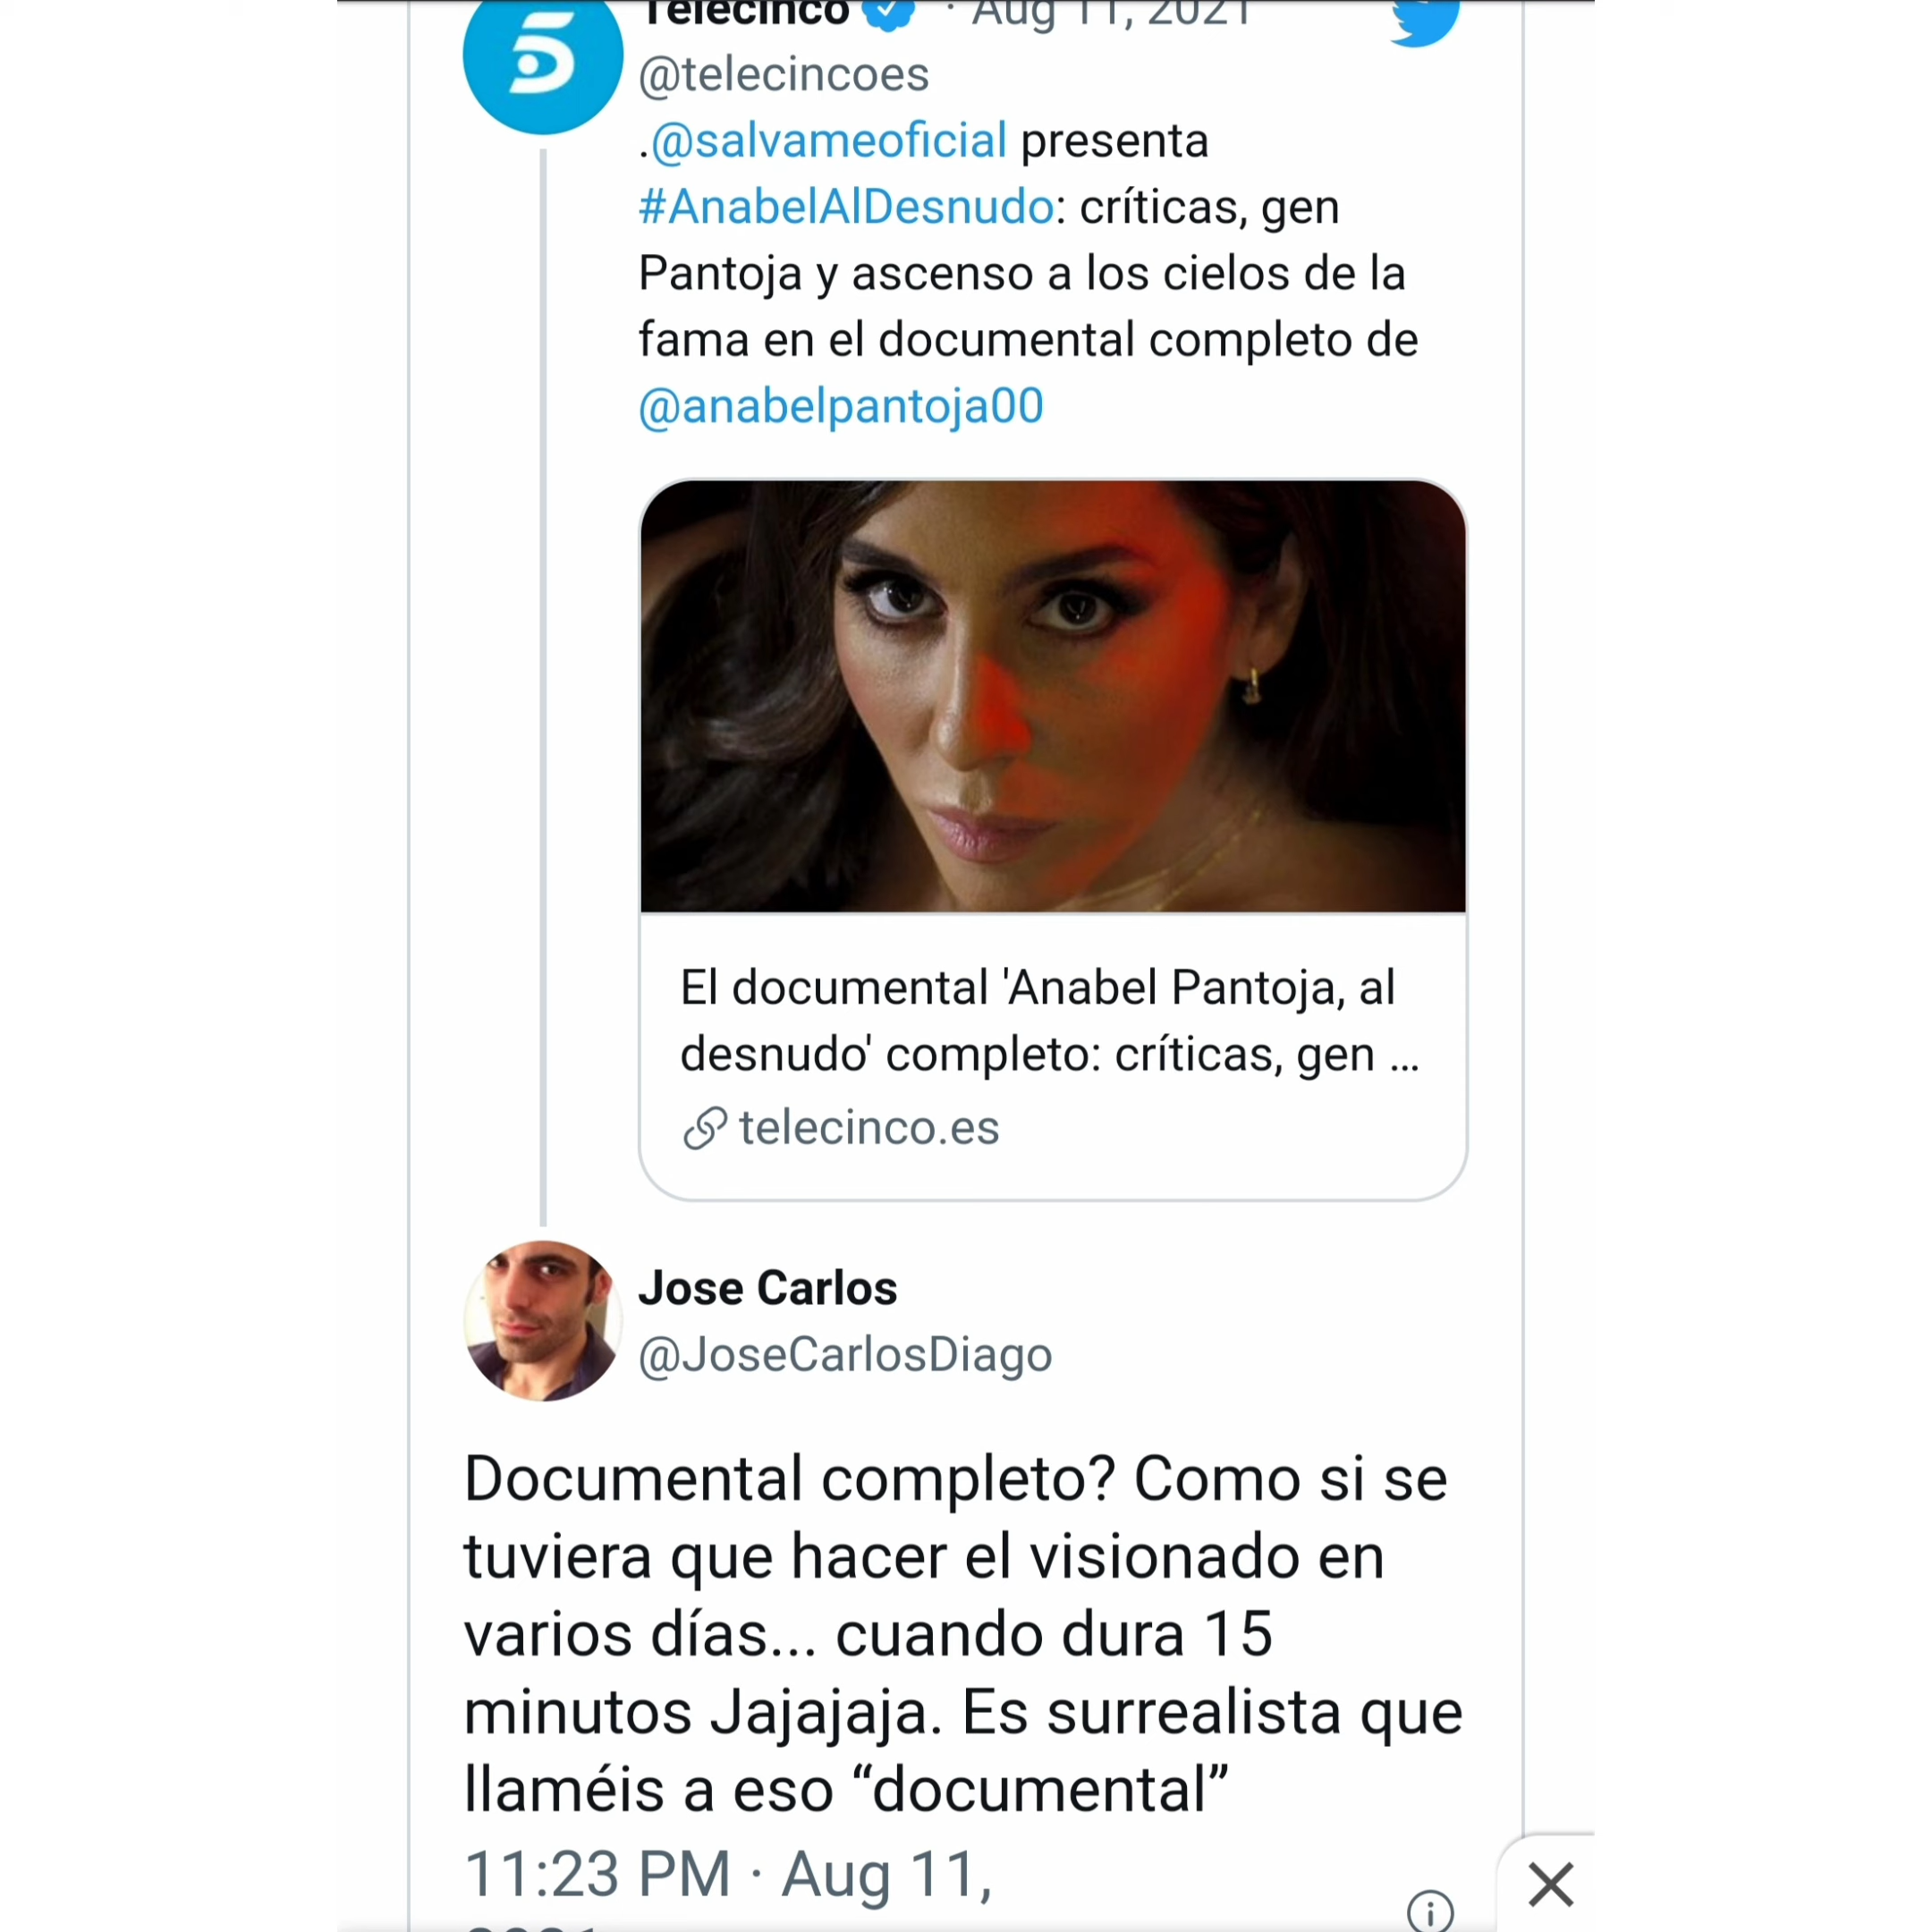 Telecinco · Aug 11, 2021
@telecincoes
.@salvameoficial presenta
#AnabelAlDesnudo: críticas, gen
Pantoja y ascenso a los cielos de la
fama en el documental completo de
@anabelpantoja00
El documental 'Anabel Pantoja, al
desnudo' completo: críticas, gen ...
telecinco.es
Jose Carlos
@JoseCarlosDiago
Documental completo? Como si se
tuviera que hacer el visionado en
varios días... cuando dura 15
minutos Jajajaja. Es surrealista que
llaméis a eso “documental”
11:23 PM · Aug 11,